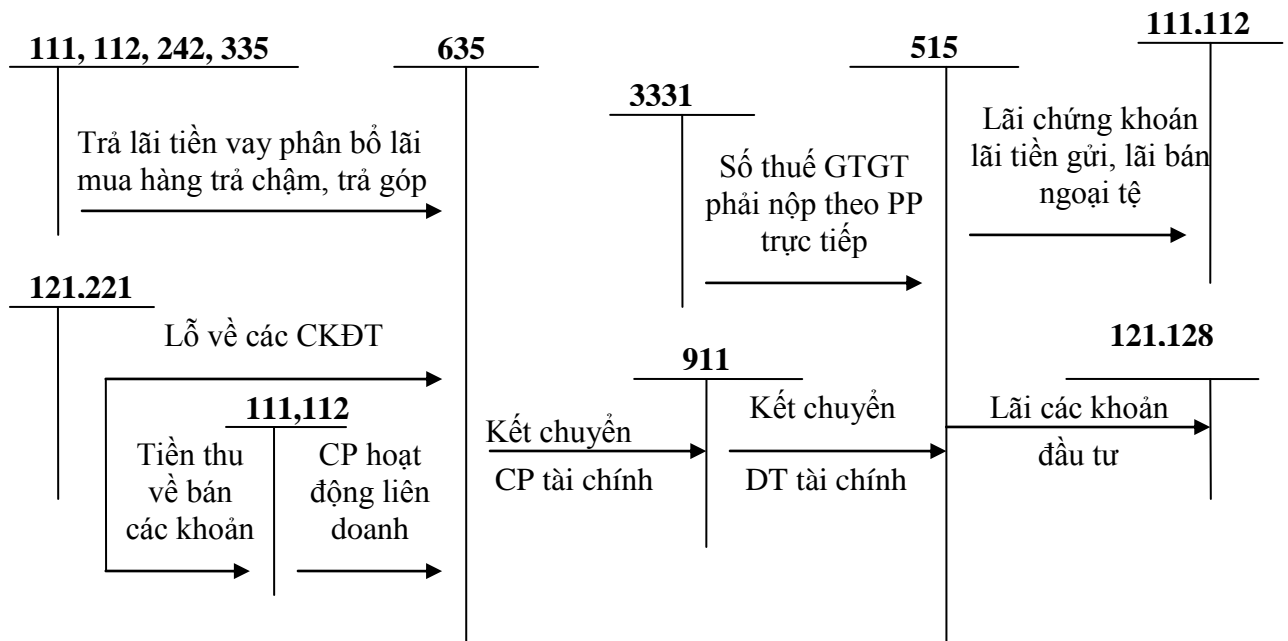 111, 112, 242, 335
635
515
111,112
3331
Trả lãi tiền vay phân bổ lãi
mua hàng trả chậm, trả góp
Số thuế GTGT
phải nộp theo PP
trực tiếp
Lãi chứng khoán
lãi tiền gửi, lãi bán
ngoại tệ
121,221
Lỗ về các CKĐT
111,112
Tiền thu
về bán
các khoản
CP hoạt
động liên
doanh
911
Kết chuyển
CP tài chính
Kết chuyển
DT tài chính
121,128
Lãi các khoản
đầu tư